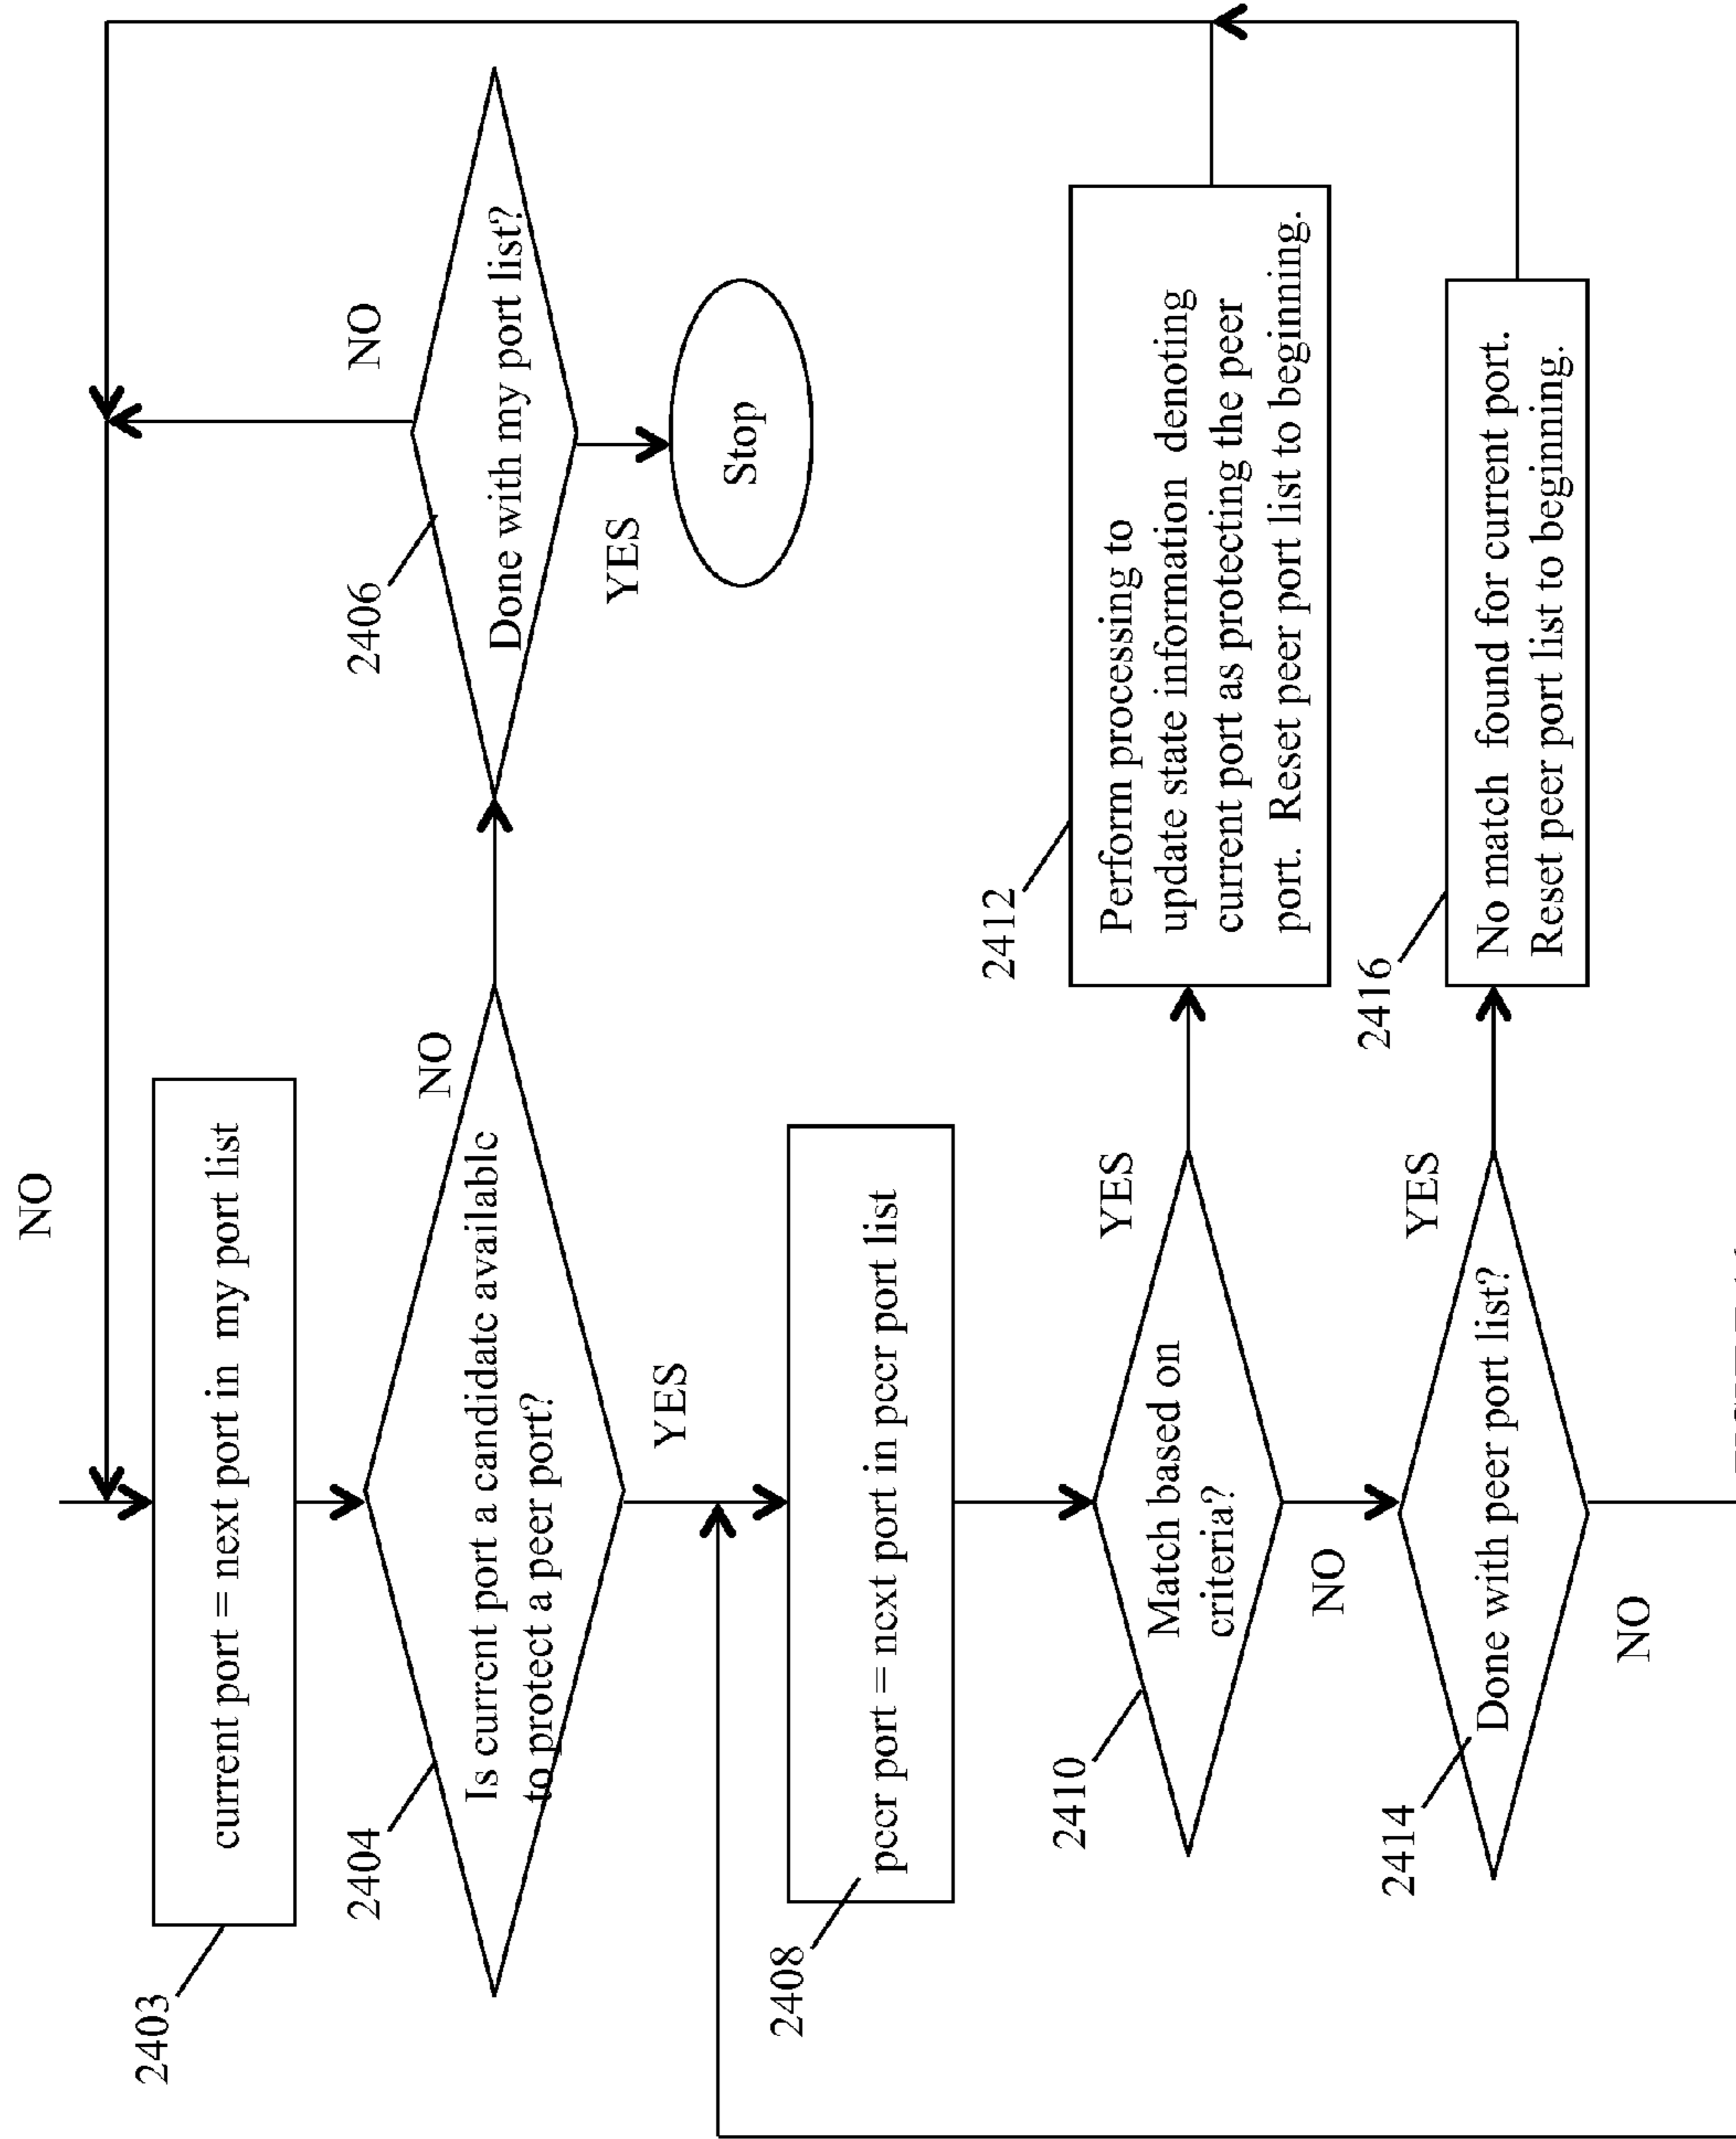 NO
2403
current port = next port in my port list
2404
Is current port a candidate available
to protect a peer port?
NO
2406
Done with my port list?
NO
YES
Stop
YES
2408
peer port = next port in peer port list
2410
Match based on
criteria?
YES
2412
Perform processing to
update state information denoting
current port as protecting the peer
port. Reset peer port list to beginning.
NO
2414
Done with peer port list?
YES
2416
No match found for current port.
Reset peer port list to beginning.
NO